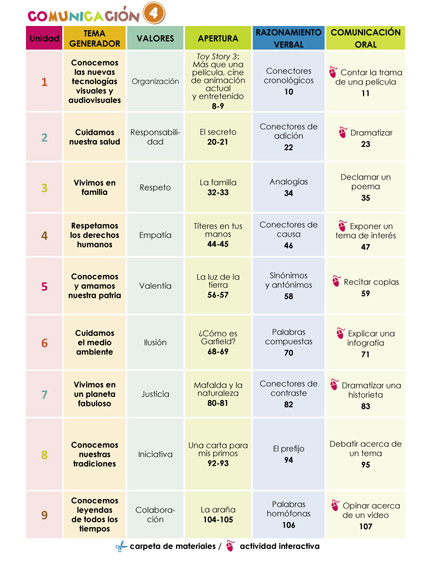 COMUNICACIÓN 4
Unidad
TEMA
GENERADOR
VALORES
APERTURA
RAZONAMIENTO
VERBAL
COMUNICACIÓN
ORAL
1
Conocemos
las nuevas
tecnologías
visuales y
audiovisuales
Organización
Toy Story 3:
Más que una
película, cine
de animación
actual
y entretenido
8-9
Conectores
cronológicos
10
Contar la trama
de una película
11
2
Cuidamos
nuestra salud
Responsabili-
dad
El secreto
20-21
Conectores de
adición
22
Dramatizar
23
3
Vivimos en
familia
Respeto
La familia
32-33
Analogías
34
Declamar un
poema
35
4
Respetamos
los derechos
humanos
Empatía
Títeres en tus
manos
44-45
Conectores de
causa
46
Exponer un
tema de interés
47
5
Conocemos
y amamos
nuestra patria
Valentía
La luz de la
tierra
56-57
Sinónimos
y antónimos
58
Recitar coplas
59
6
Cuidamos
el medio
ambiente
Ilusión
¿Cómo es
Garfield?
68-69
Palabras
compuestas
70
Explicar una
infografía
71
7
Vivimos en
un planeta
fabuloso
Justicia
Mafalda y la
naturaleza
80-81
Conectores de
contraste
82
Dramatizar una
historieta
83
8
Conocemos
nuestras
tradiciones
Iniciativa
Una carta para
mis primos
92-93
El prefijo
94
Debatir acerca de
un tema
95
9
Conocemos
leyendas
de todos los
tiempos
Colabora-
ción
La araña
104-105
Palabras
homófonas
106
Opinar acerca
de un video
107
carpeta de materiales / actividad interactiva